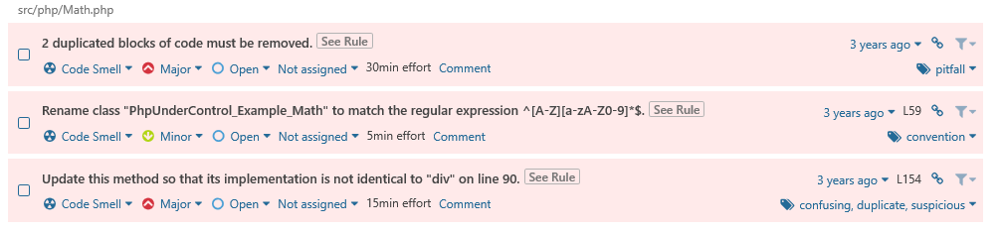 src/php/Math.php
2 duplicated blocks of code must be removed. See Rule 3 years ago
Code Smell Major Open Not assigned 30min effort Comment pitfall
Rename class "PhpUnderControl_Example_Math" to match the regular expression ^[A-Z][a-zA-Z0-9]*$. See Rule 3 years ago L59
Code Smell Minor Open Not assigned 5min effort Comment convention
Update this method so that its implementation is not identical to "div" on line 90. See Rule 3 years ago L154
Code Smell Major Open Not assigned 15min effort Comment confusing, duplicate, suspicious